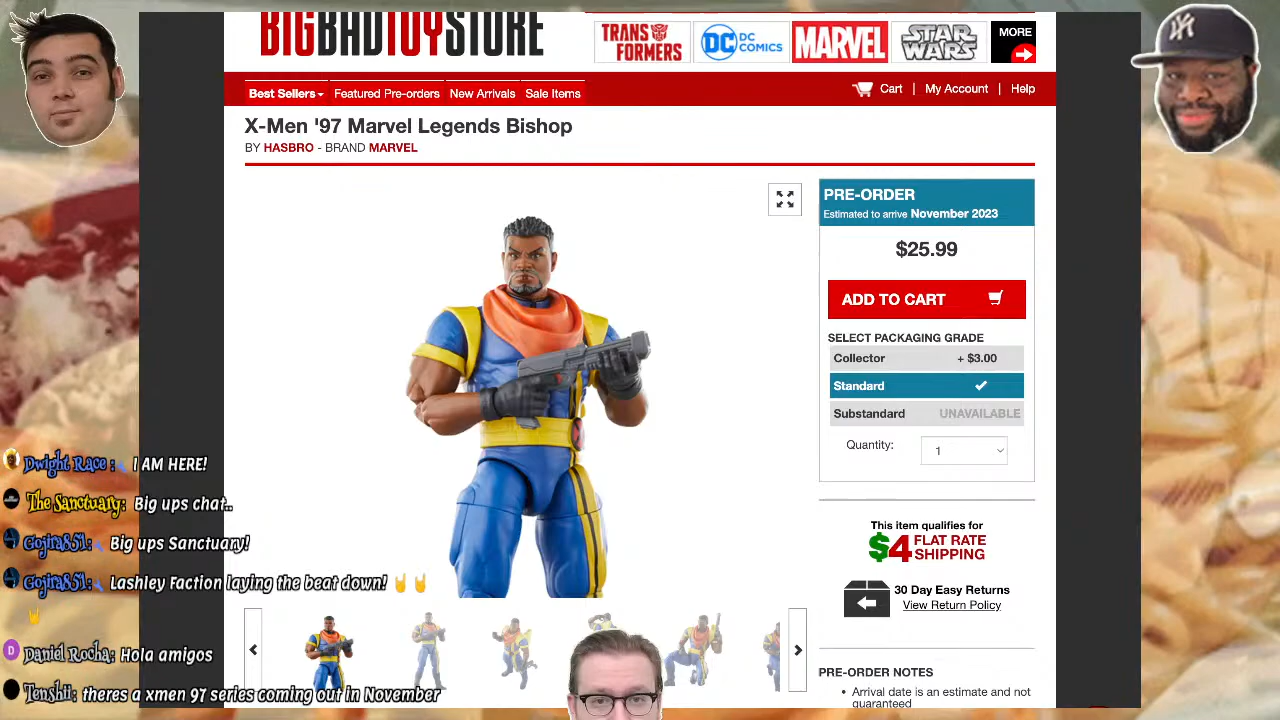 BIGBADTOYSTORE
TRANS
FORMERS
DC
DC
COMICS
MARVEL
STAR
WARS
MORE
Best Sellers
Featured Pre-orders
New Arrivals
Sale Items
Cart | My Account | Help
X-Men '97 Marvel Legends Bishop
BY HASBRO - BRAND MARVEL
PRE-ORDER
Estimated to arrive November 2023
$25.99
ADD TO CART
SELECT PACKAGING GRADE
Collector + $3.00
Standard
Substandard UNAVAILABLE
Quantity: 1
This item qualifies for
$4 FLAT RATE
SHIPPING
30 Day Easy Returns
View Return Policy
PRE-ORDER NOTES
• Arrival date is an estimate and not
guaranteed
Dwight Race : I AM HERE!
The Sanctuary: Big ups chat..
Gojira851: Big ups Sanctuary!
Gojira851: Lashley Faction laying the beat down! 🤘🤘
🤘
D Daniel Rocha: Hola amigos
Tenshii: theres a xmen 97 series coming out in November